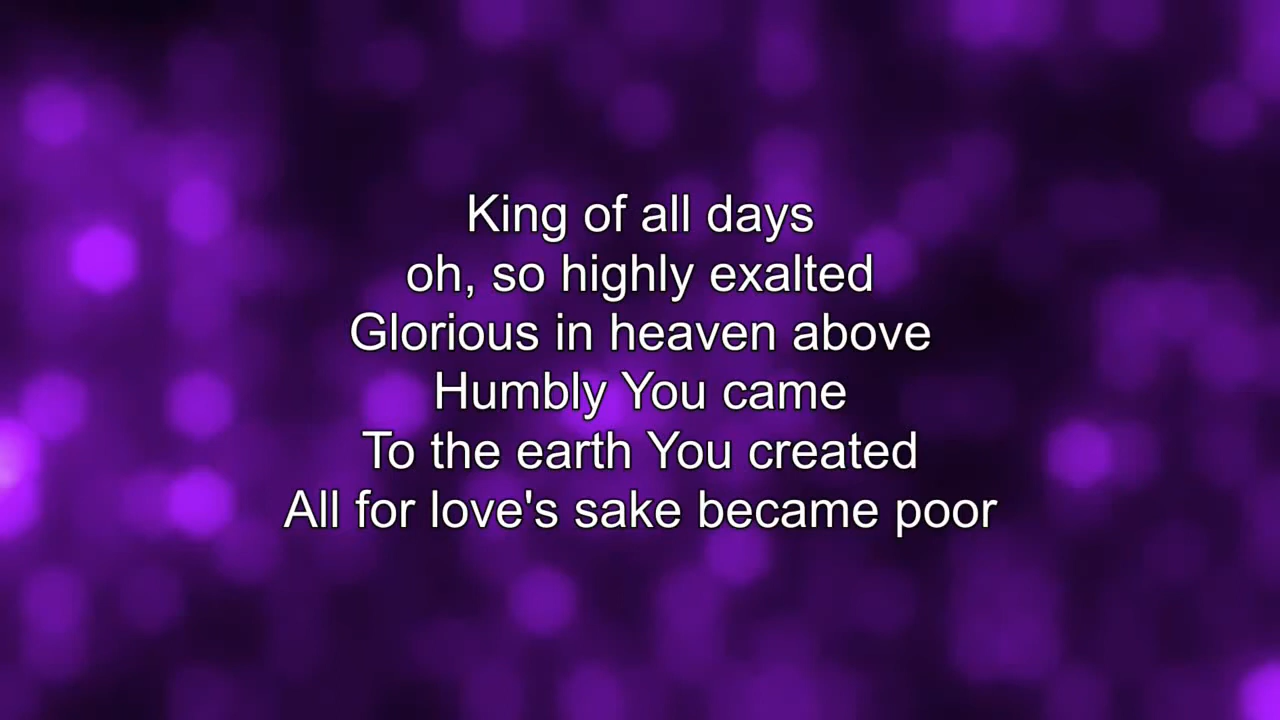 King of all days
oh, so highly exalted
Glorious in heaven above
Humbly You came
To the earth You created
All for love's sake became poor